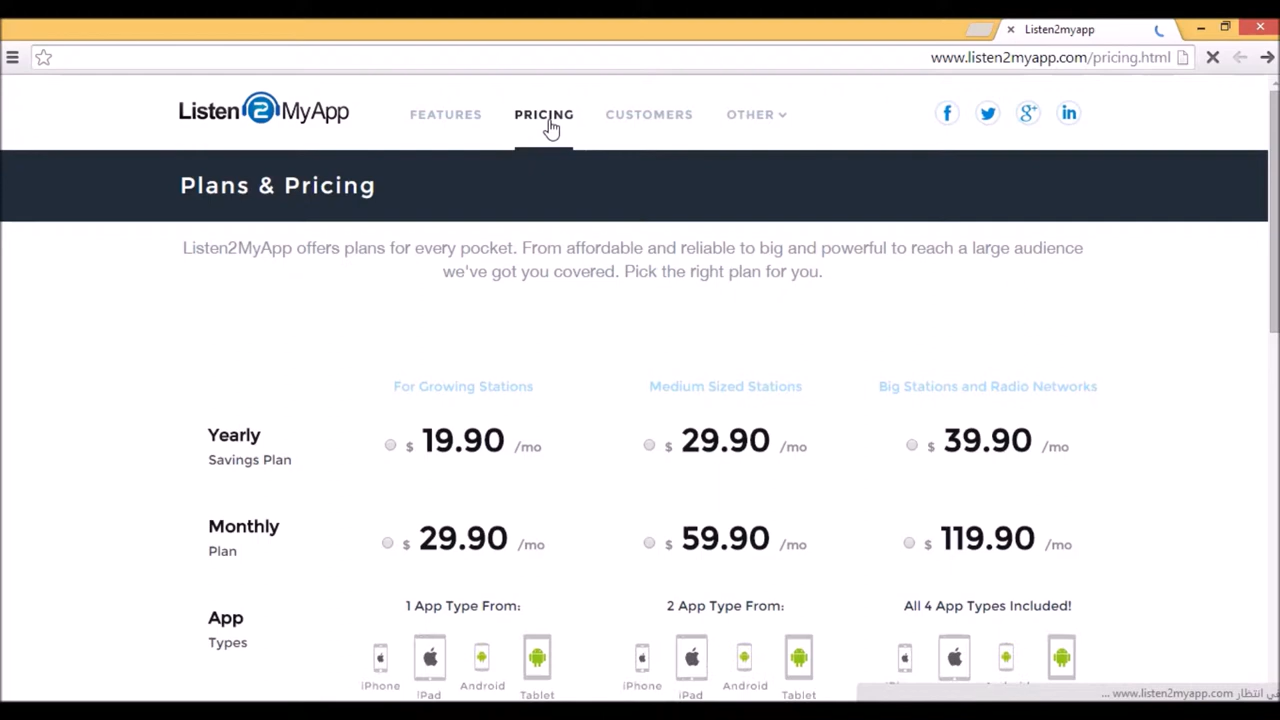 Listen2myapp
www.listen2myapp.com/pricing.html
Listen 2 MyApp
FEATURES PRICING CUSTOMERS OTHER
Plans & Pricing
Listen2MyApp offers plans for every pocket. From affordable and reliable to big and powerful to reach a large audience
we've got you covered. Pick the right plan for you.
For Growing Stations Medium Sized Stations Big Stations and Radio Networks
Yearly $ 19.90 /mo $ 29.90 /mo $ 39.90 /mo
Savings Plan
Monthly $ 29.90 /mo $ 59.90 /mo $ 119.90 /mo
Plan
1 App Type From: 2 App Type From: All 4 App Types Included!
App
Types
iPhone iPad Android Tablet iPhone iPad Android Tablet
... www.listen2myapp.com في انتظار